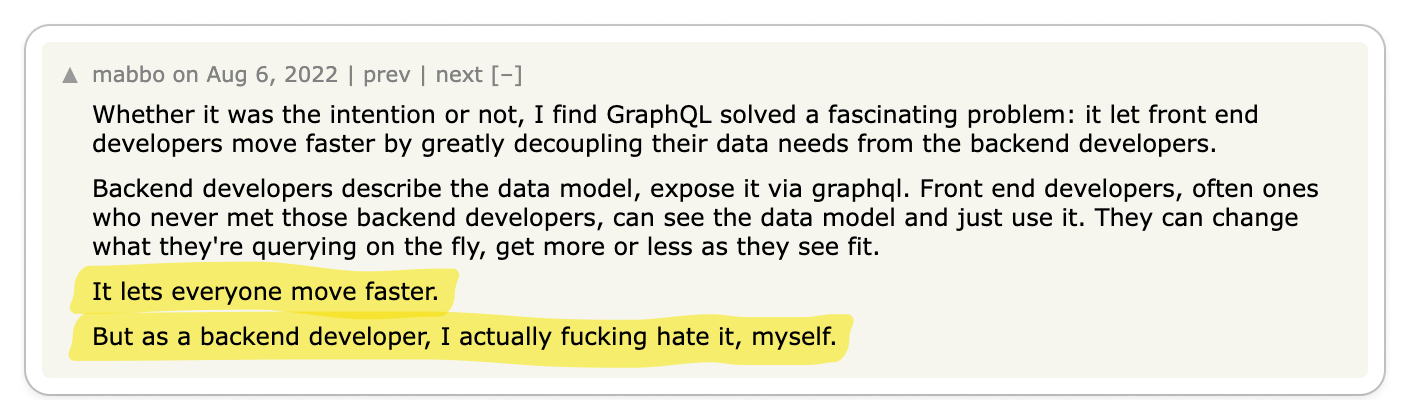 ▲ mabbo on Aug 6, 2022 | prev | next [–]
Whether it was the intention or not, I find GraphQL solved a fascinating problem: it let front end
developers move faster by greatly decoupling their data needs from the backend developers.
Backend developers describe the data model, expose it via graphql. Front end developers, often ones
who never met those backend developers, can see the data model and just use it. They can change
what they're querying on the fly, get more or less as they see fit.
It lets everyone move faster.
But as a backend developer, I actually fucking hate it, myself.